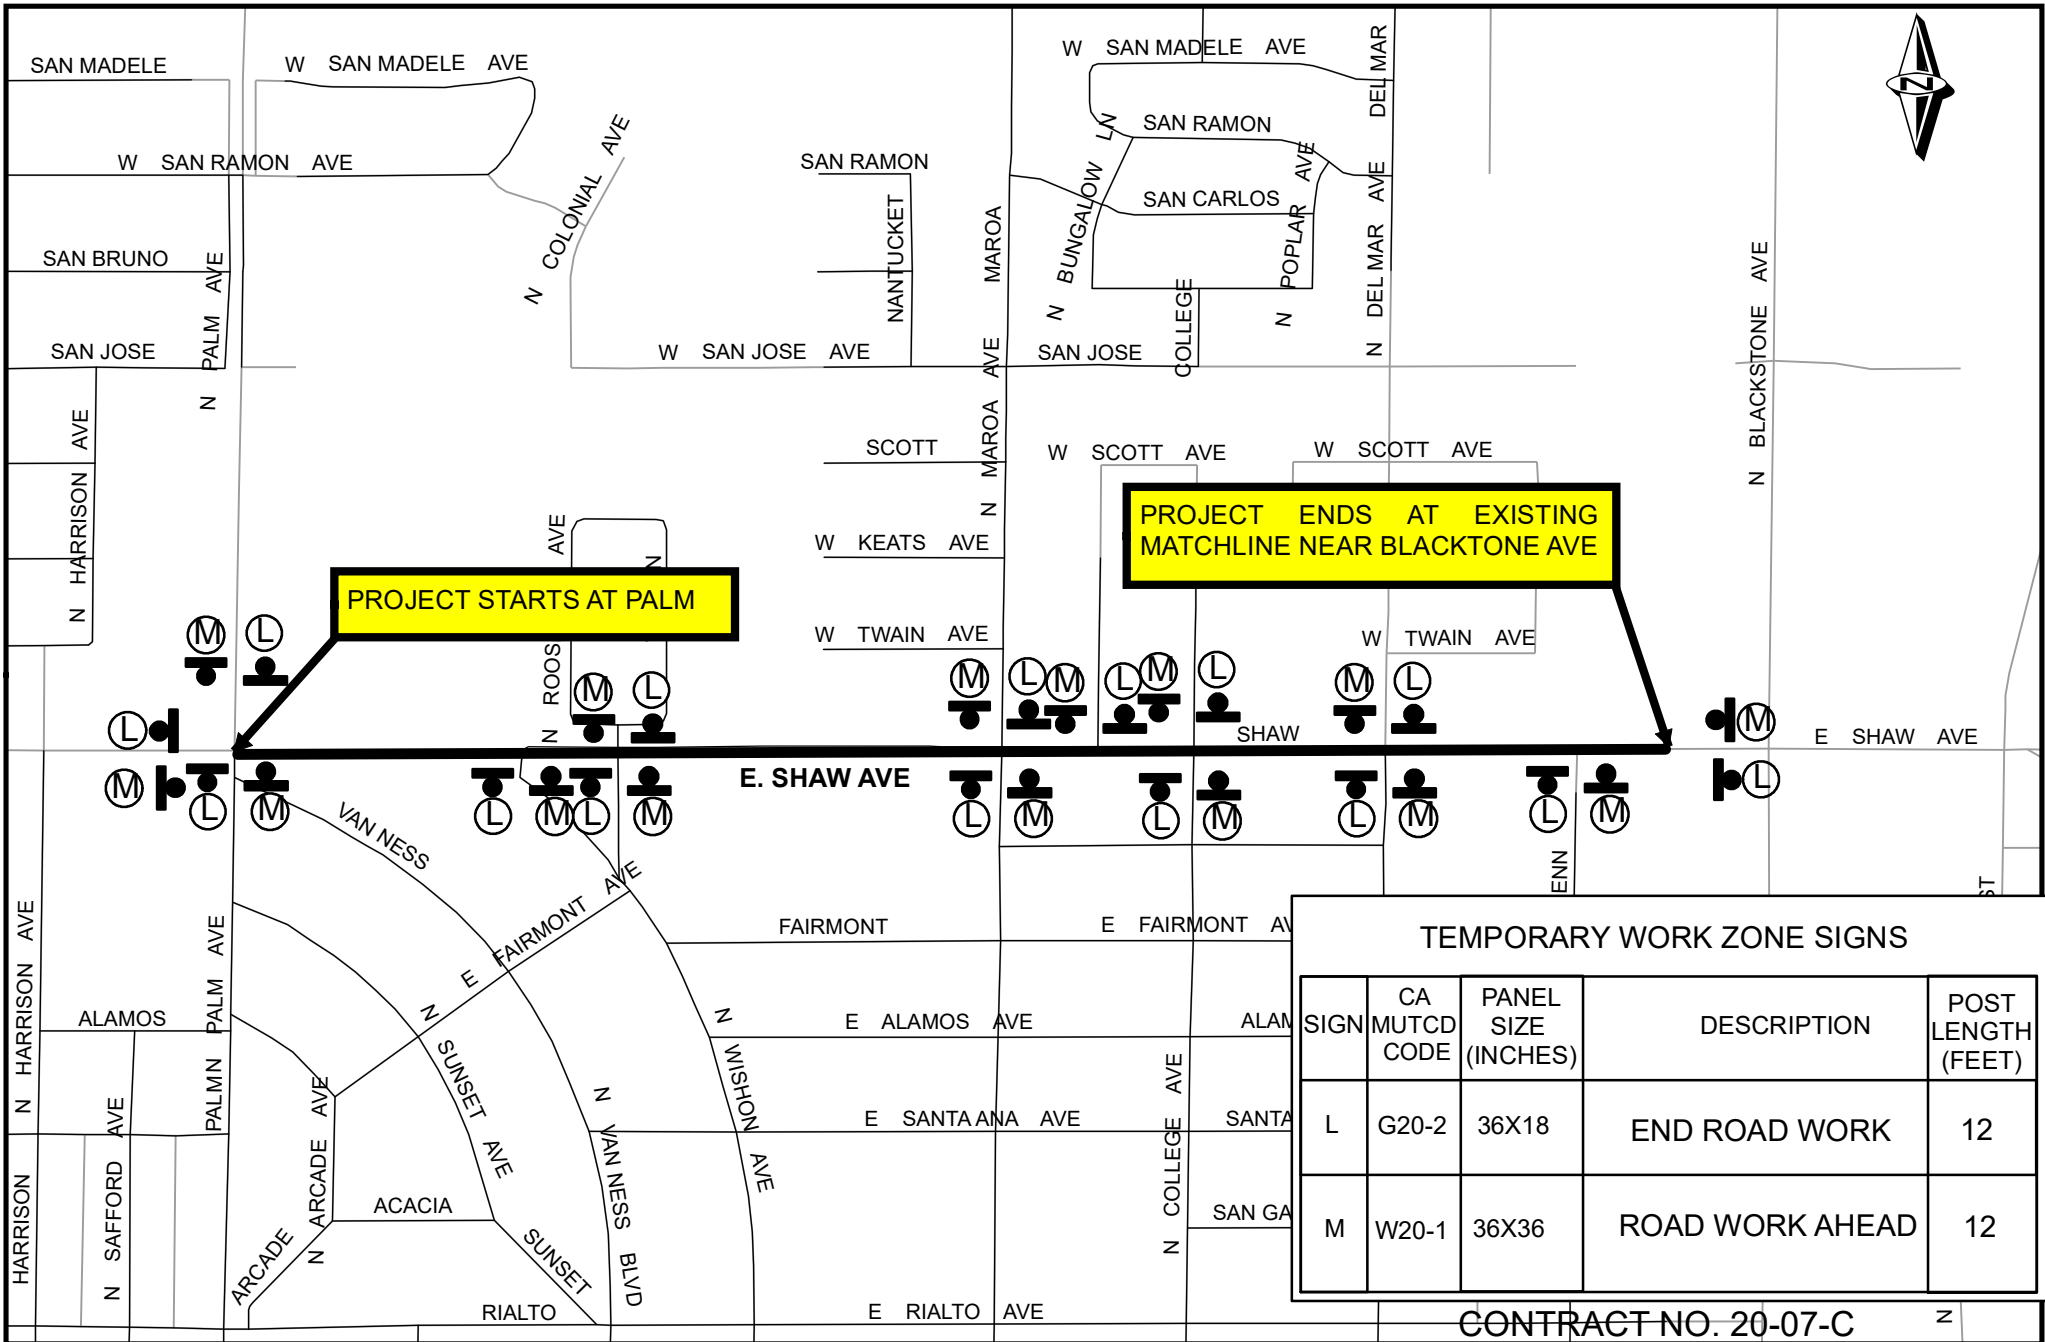 SAN MADELE
W SAN MADELE AVE
W SAN MADELE AVE
DEL MAR
N
W SAN RAMON AVE
N COLONIAL AVE
SAN RAMON
SAN RAMON
N BUNGALOW LN
SAN CARLOS
N POPLAR AVE
N DEL MAR AVE
SAN BRUNO
N PALM AVE
NANTUCKET
MAROA
COLLEGE
N BLACKSTONE AVE
SAN JOSE
W SAN JOSE AVE
SAN JOSE
N MAROA AVE
N HARRISON AVE
SCOTT
W SCOTT AVE
W SCOTT AVE
PROJECT ENDS AT EXISTING
MATCHLINE NEAR BLACKTONE AVE
W KEATS AVE
PROJECT STARTS AT PALM
N ROOS AVE
N
W TWAIN AVE
W TWAIN AVE
M L
M L
M L M L M L
M L
L
M
SHAW
E SHAW AVE
E. SHAW AVE
M
L
L M
L M L M
L M
L M
L M
L M
VAN NESS
ENN
ST
N HARRISON AVE
PALMN PALM AVE
E FAIRMONT AVE
FAIRMONT
E FAIRMONT AV
ALAMOS
N SUNSET AVE
N WISHON AVE
E ALAMOS AVE
ALAM
N VAN NESS BLVD
E SANTA ANA AVE
SANTA
N SAFFORD AVE
N ARCADE AVE
N COLLEGE AVE
HARRISON
ACACIA
SAN GA
ARCADE
SUNSET
RIALTO
E RIALTO AVE
N
TEMPORARY WORK ZONE SIGNS
SIGN CA MUTCD CODE PANEL SIZE (INCHES) DESCRIPTION POST LENGTH (FEET)
L G20-2 36X18 END ROAD WORK 12
M W20-1 36X36 ROAD WORK AHEAD 12
CONTRACT NO. 20-07-C